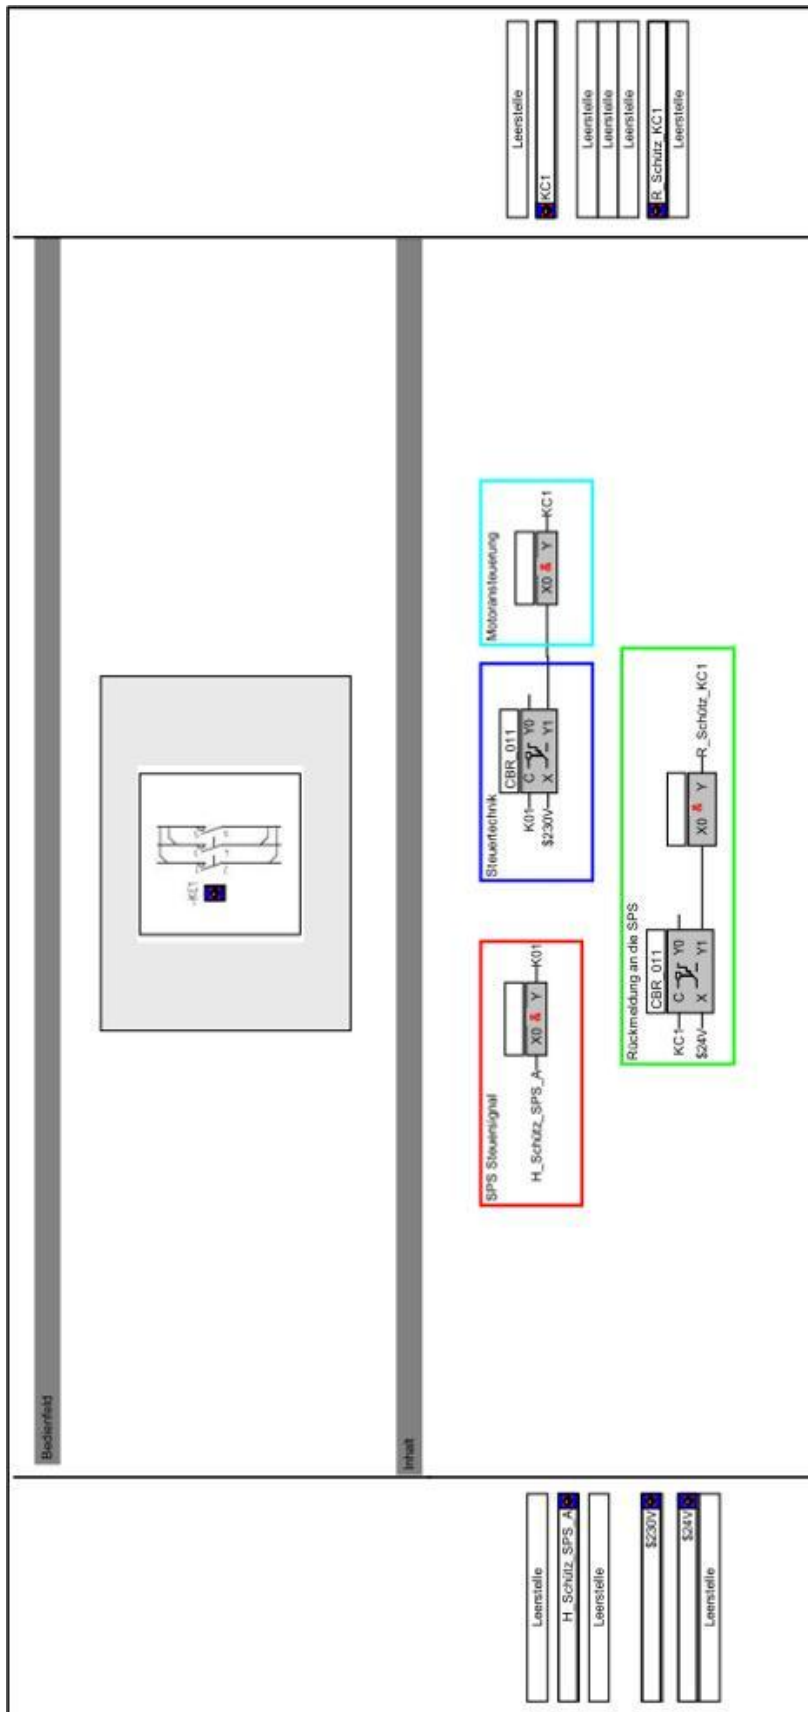 Bedienfeld
-KC1
Inhalt
Leerstelle
H_Schütz_SPS_A
Leerstelle
$230V
$24V
Leerstelle
SPS Steuersignal
H_Schütz_SPS_A
X0 & Y
K01
Steuertechnik
CBR_011
K01
C
Y0
$230V
X
Y1
Motoransteuerung
X0 & Y
KC1
Rückmeldung an die SPS
CBR_011
KC1
C
Y0
$24V
X
Y1
X0 & Y
R_Schütz_KC1
Leerstelle
KC1
Leerstelle
Leerstelle
Leerstelle
R_Schütz_KC1
Leerstelle